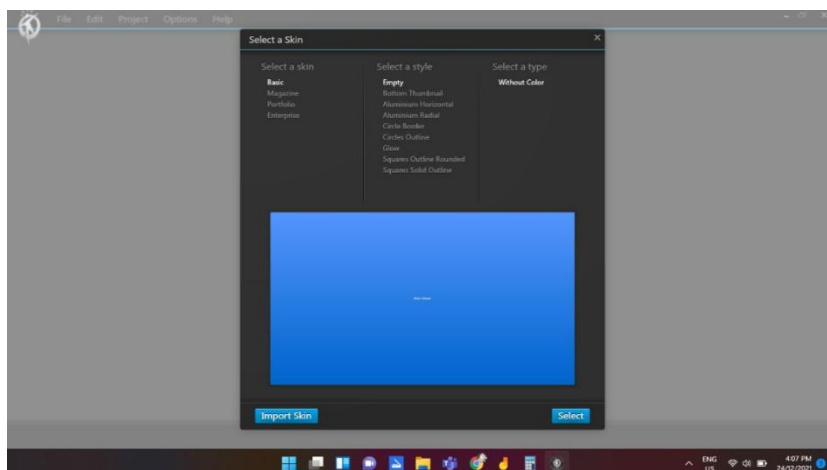 File Edit Project Options Help
Select a Skin
Select a skin
Basic
Magazine
Portfolio
Enterprise
Select a style
Empty
Bottom Thumbnail
Aluminium Horizontal
Aluminium Radial
Circle Border
Circles Outline
Glow
Squares Outline Rounded
Squares Solid Outline
Select a type
Without Color
Import Skin
Select
ENG
US
4:07 PM
24/12/2021